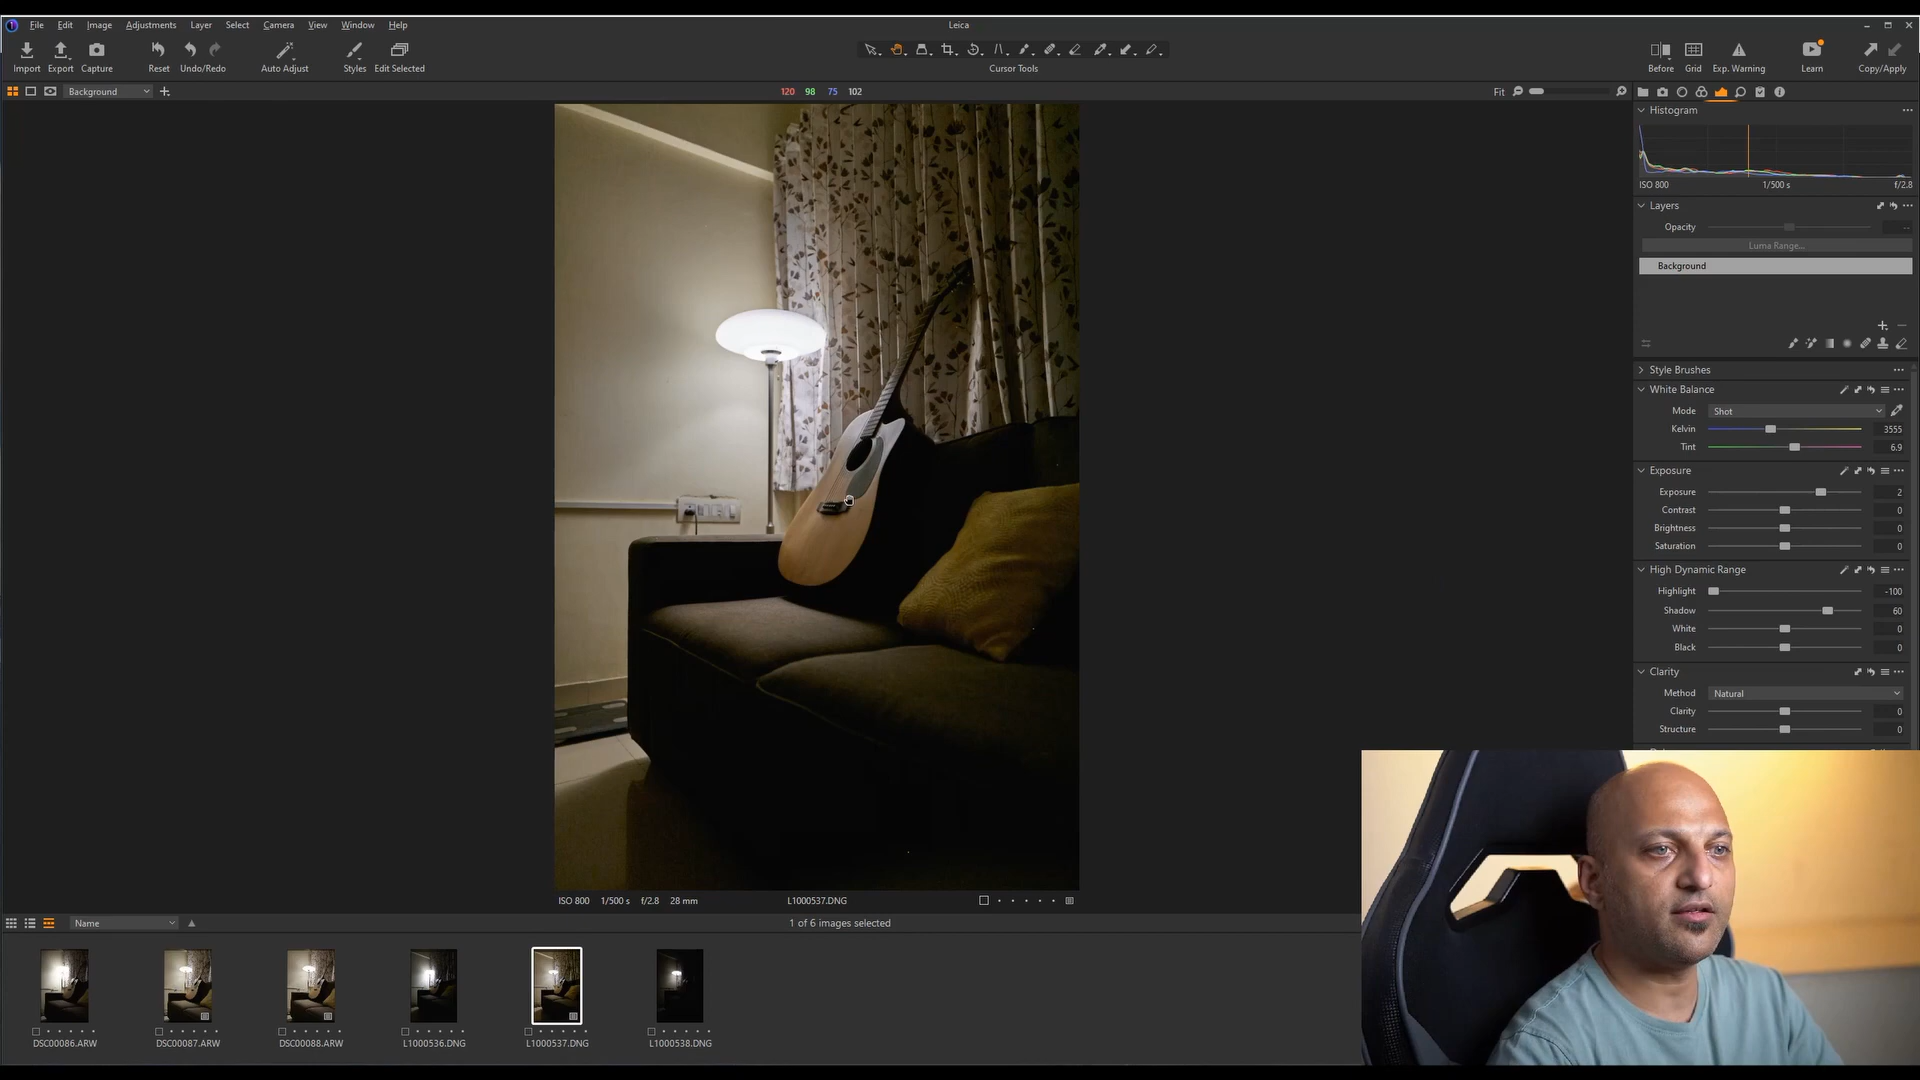 File Edit Image Adjustments Layer Select Camera View Window Help
Leica
Import Export Capture Reset Undo/Redo Auto Adjust Styles Edit Selected
Cursor Tools
Before Grid Exp. Warning Learn Copy/Apply
Background
120 98 75 102
Fit
Histogram
ISO 800 1/500 s f/2.8
Layers
Opacity --
Luma Range...
Background
Style Brushes
White Balance
Mode Shot
Kelvin 3555
Tint 6.9
Exposure
Exposure 2
Contrast 0
Brightness 0
Saturation 0
High Dynamic Range
Highlight -100
Shadow 60
White 0
Black 0
Clarity
Method Natural
Clarity 0
Structure 0
ISO 800 1/500 s f/2.8 28 mm L1000537.DNG
Name
1 of 6 images selected
DSC00086.ARW DSC00087.ARW DSC00088.ARW L1000536.DNG L1000537.DNG L1000538.DNG